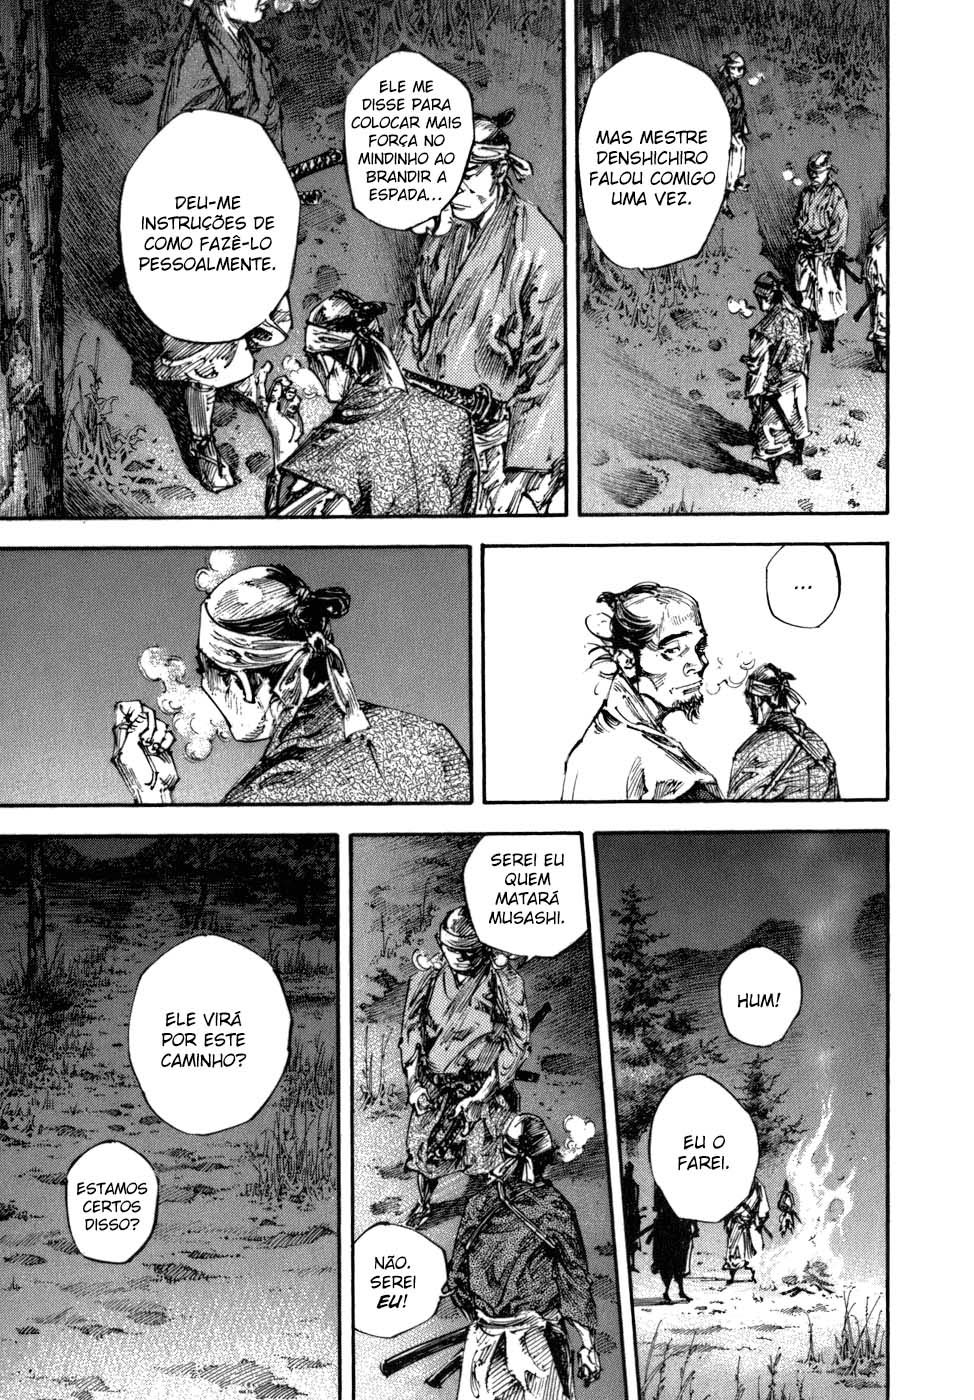 MAS MESTRE
DENSHICHIRO
FALOU COMIGO
UMA VEZ.
ELE ME
DISSE PARA
COLOCAR MAIS
FORÇA NO
MINDINHO AO
BRANDIR A
ESPADA...
DEU-ME
INSTRUÇÕES DE
COMO FAZÊ-LO
PESSOALMENTE.
...
HUM!
EU O
FAREI.
SEREI EU
QUEM
MATARÁ
MUSASHI.
NÃO.
SEREI
EU!
ELE VIRÁ
POR ESTE
CAMINHO?
ESTAMOS
CERTOS
DISSO?